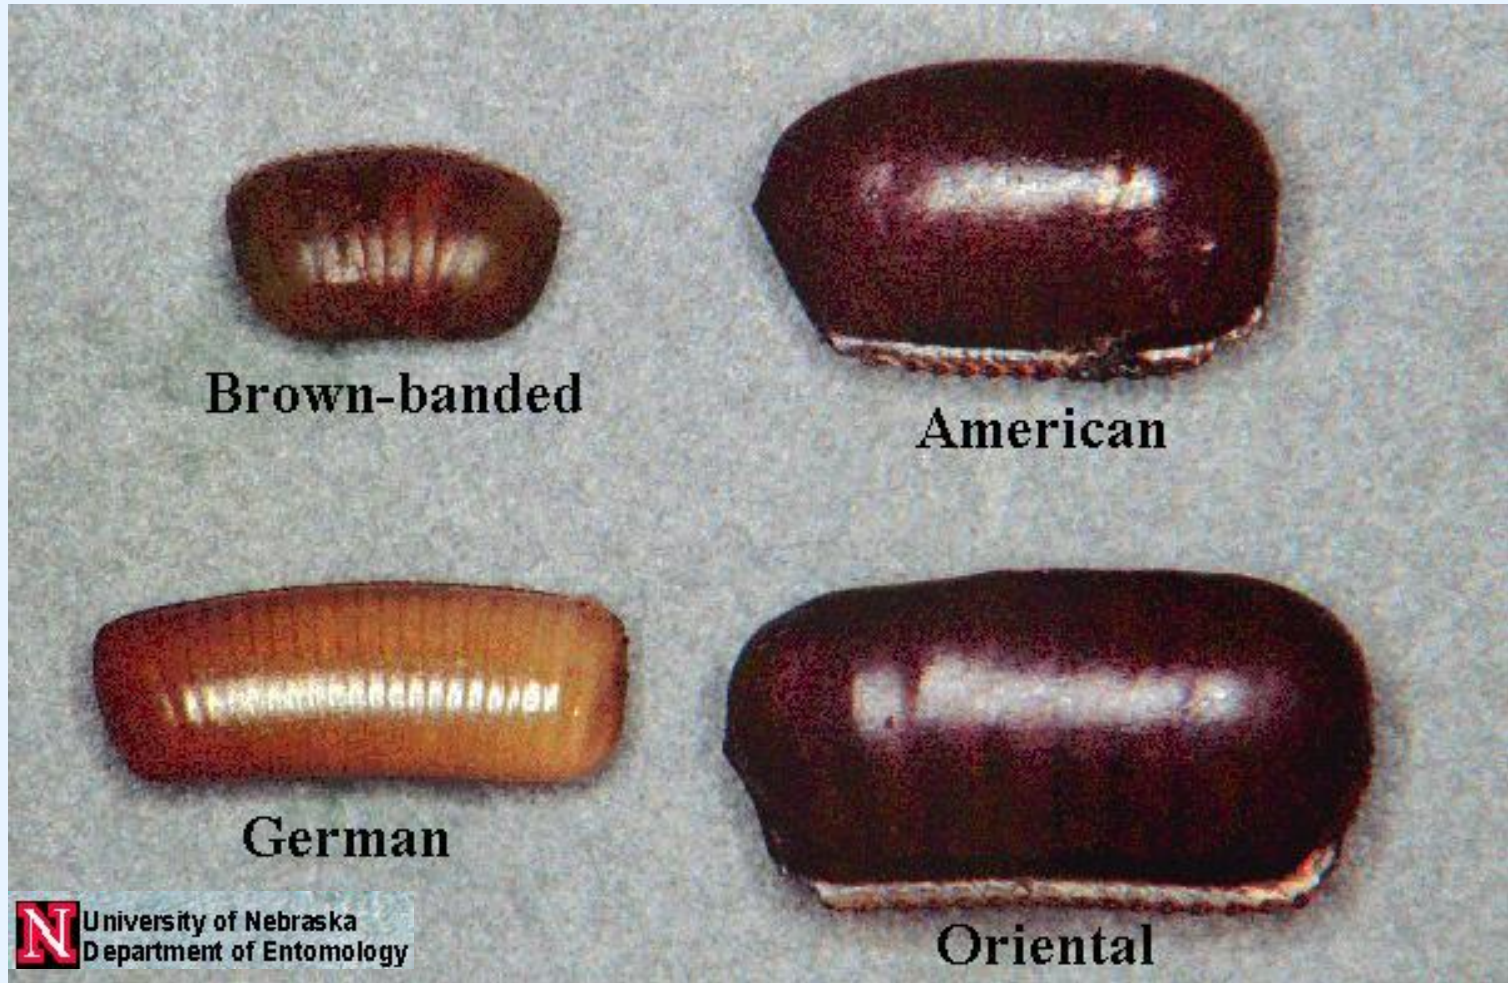 Brown-banded
American
German
Oriental
N
University of Nebraska
Department of Entomology